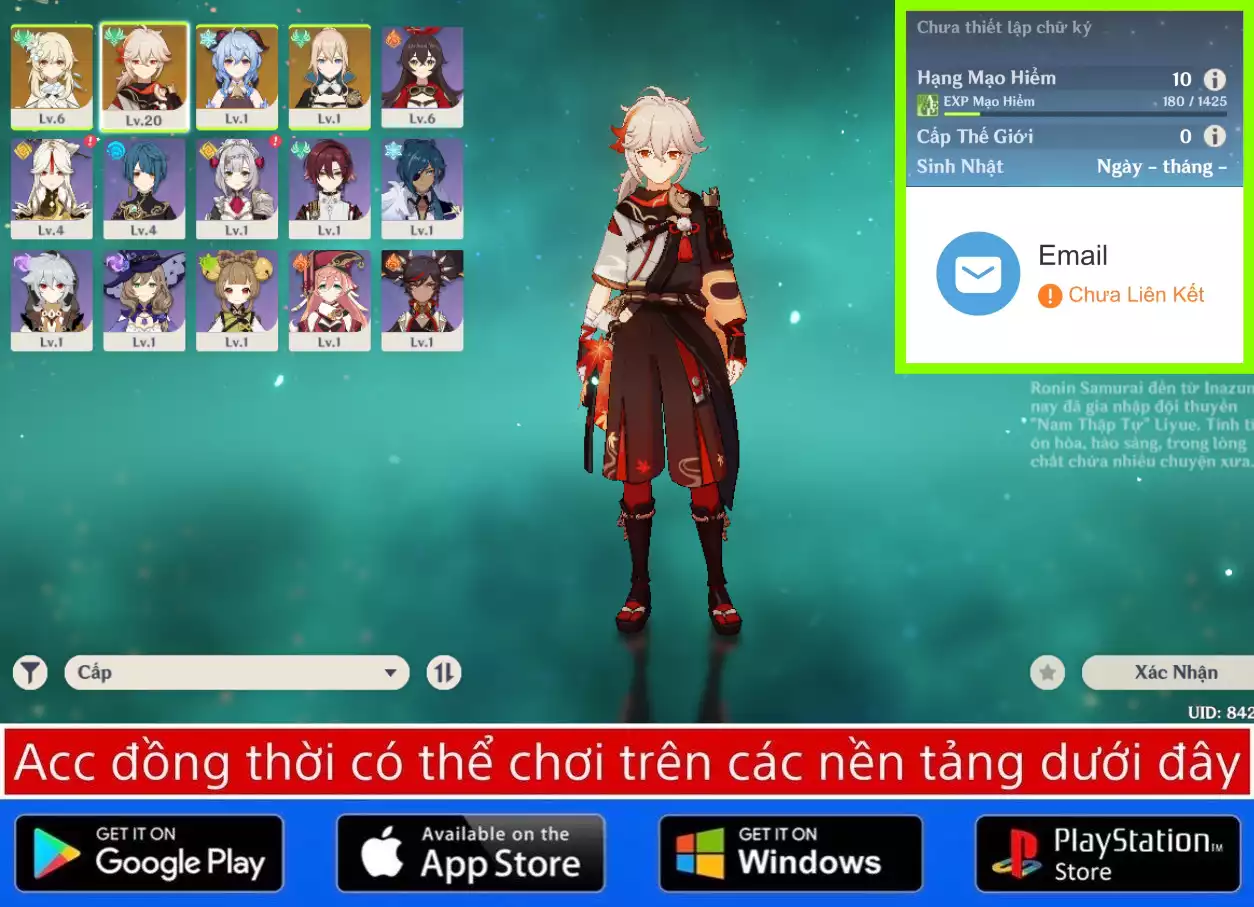 Lv.6
Lv.20
Lv.1
Lv.1
Lv.6
Lv.4
Lv.4
Lv.1
Lv.1
Lv.1
Lv.1
Lv.1
Lv.1
Lv.1
Lv.1
Chưa thiết lập chữ ký
Hạng Mạo Hiểm 10
EXP Mạo Hiểm 180 / 1425
Cấp Thế Giới 0
Sinh Nhật Ngày - tháng -
Email
Chưa Liên Kết
Ronin Samurai đến từ Inazum
nay đã gia nhập đội thuyền
"Nam Thập Tự" Liyue. Tính t
ôn hòa, hào sảng, trong lòng
chất chứa nhiều chuyện xưa.
Cấp
Xác Nhận
UID: 842
Acc đồng thời có thể chơi trên các nền tảng dưới đây
GET IT ON
Google Play
Available on the
App Store
GET IT ON
Windows
PlayStation™
Store